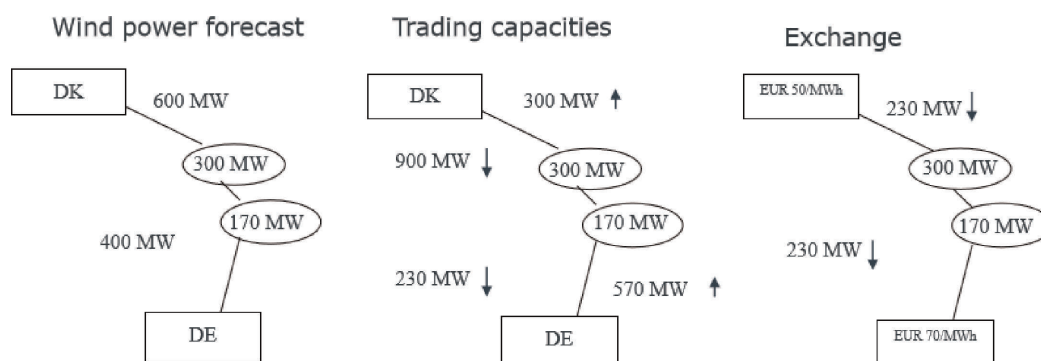 Wind power forecast
DK
600 MW
300 MW
170 MW
400 MW
DE
Trading capacities
DK
300 MW
900 MW
300 MW
170 MW
230 MW
570 MW
DE
Exchange
EUR 50/MWh
230 MW
300 MW
170 MW
230 MW
EUR 70/MWh